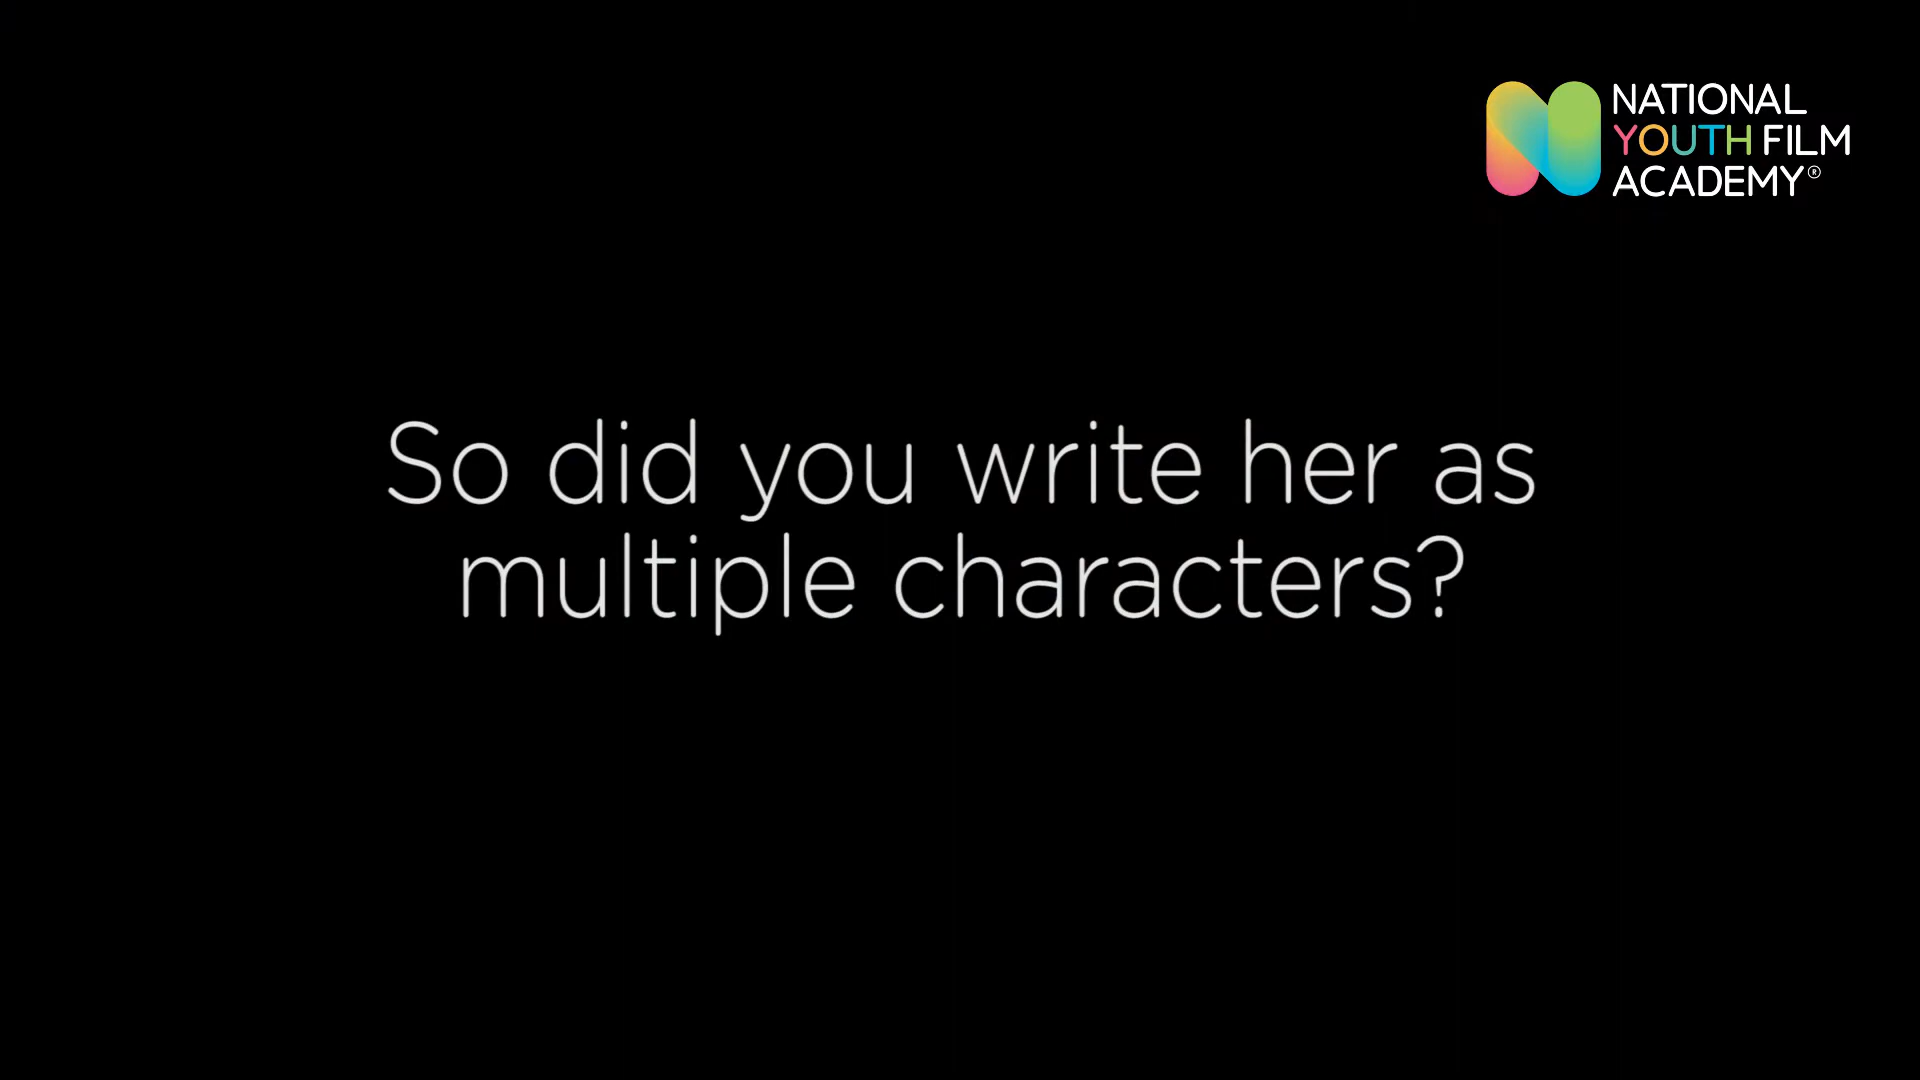 NATIONAL
YOUTH FILM
ACADEMY®
So did you write her as
multiple characters?